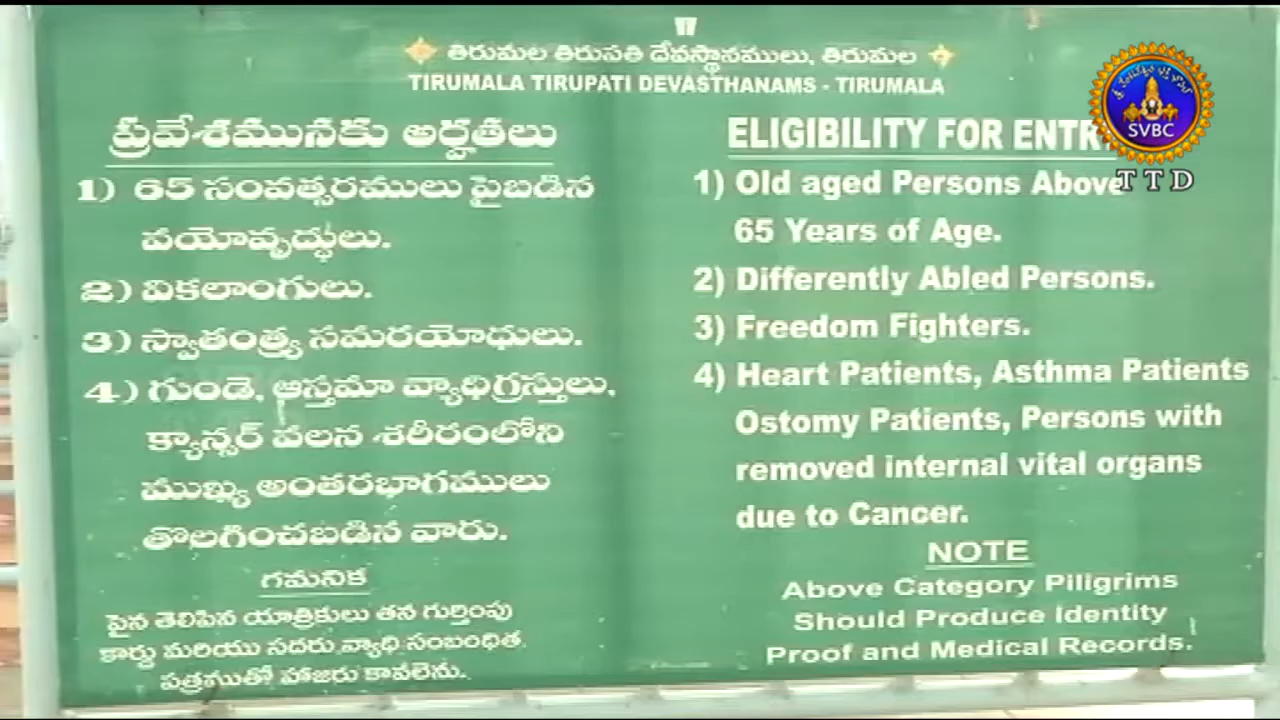 తిరుమల తిరుపతి దేవస్థానములు, తిరుమల
TIRUMALA TIRUPATI DEVASTHANAMS - TIRUMALA
ప్రవేశమునకు అర్హతలు
1) 65 సంవత్సరములు పైబడిన
వయోవృద్ధులు.
2) వికలాంగులు.
3) స్వాతంత్ర్య సమరయోధులు.
4) గుండె, ఆస్తమా వ్యాధిగ్రస్తులు,
క్యాన్సర్ వలన శరీరంలోని
ముఖ్య అంతరభాగములు
తొలగించబడిన వారు.
గమనిక
పైన తెలిపిన యాత్రికులు తన గుర్తింపు
కార్డు మరియు సదరు వ్యాధి సంబంధిత
పత్రముతో హాజరు కావలెను.
ELIGIBILITY FOR ENTR
1) Old aged Persons Above
65 Years of Age.
2) Differently Abled Persons.
3) Freedom Fighters.
4) Heart Patients, Asthma Patients
Ostomy Patients, Persons with
removed internal vital organs
due to Cancer.
NOTE
Above Category Piligrims
Should Produce Identity
Proof and Medical Records.
SVBC
TTD